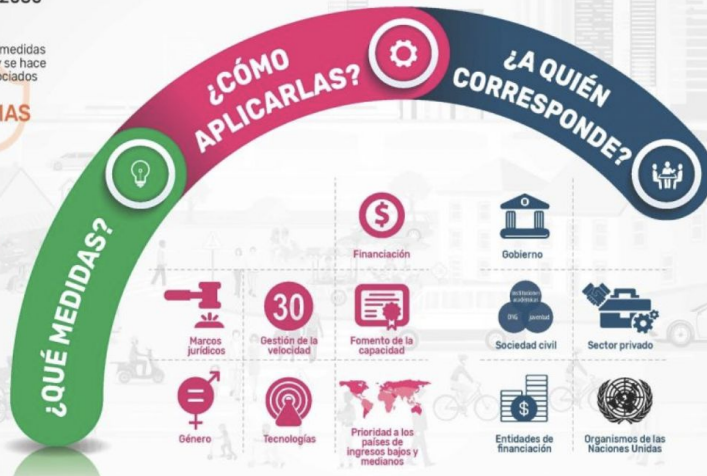 medidas
se hace
ociados
¿QUÉ MEDIDAS?
¿CÓMO
APLICARLAS?
¿A QUIÉN
CORRESPONDE?
$
Financiación
Gobierno
Marcos
jurídicos
30
Gestión de la
velocidad
Fomento de la
capacidad
ONG
juventud
Sociedad civil
Sector privado
Género
Tecnologías
Prioridad a los
países de
ingresos bajos y
medianos
$
Entidades de
financiación
Organismos de las
Naciones Unidas